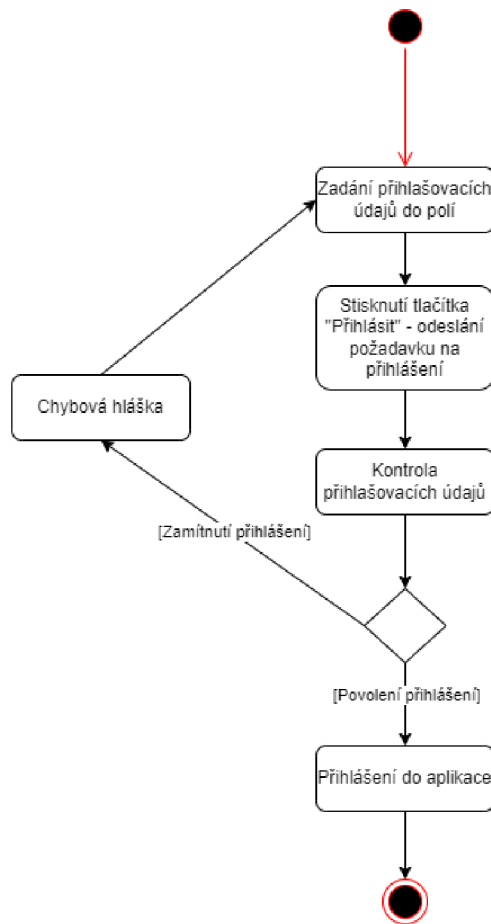 Zadání přihlašovacích
údajů do polí
Stisknutí tlačítka
"Přihlásit" - odeslání
požadavku na
přihlášení
Chybová hláška
Kontrola
přihlašovacích údajů
[Zamítnutí přihlášení]
[Povolení přihlášení]
Přihlášení do aplikace